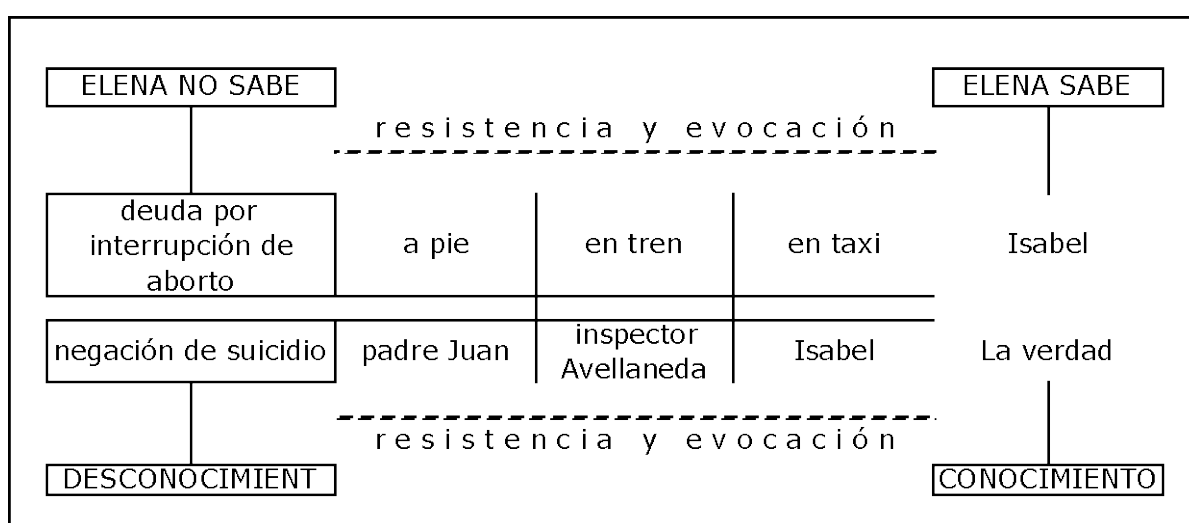 ELENA NO SABE
ELENA SABE
resistencia y evocación
deuda por
interrupción de
aborto
a pie
en tren
en taxi
Isabel
negación de suicidio
padre Juan
inspector
Avellaneda
Isabel
La verdad
resistencia y evocación
DESCONOCIMIENT
CONOCIMIENTO